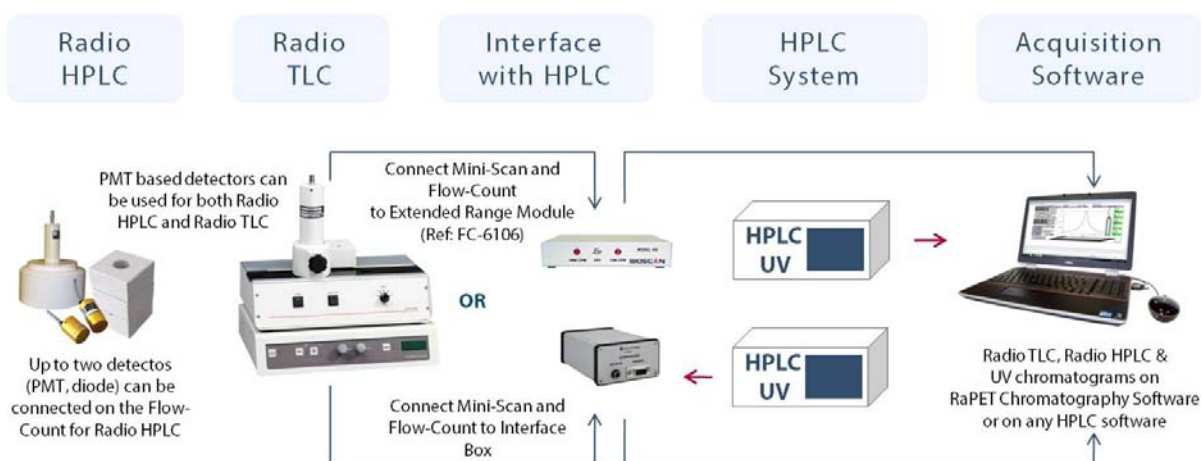 Radio
HPLC
Radio
TLC
Interface
with HPLC
HPLC
System
Acquisition
Software
PMT based detectors can
be used for both Radio
HPLC and Radio TLC
Connect Mini-Scan and
Flow-Count
to Extended Range Module
(Ref: FC-6106)
BIOSCAN
HPLC
UV
OR
HPLC
UV
Up to two detectos
(PMT, diode) can be
connected on the Flow-
Count for Radio HPLC
Connect Mini-Scan and
Flow-Count to Interface
Box
Radio TLC, Radio HPLC &
UV chromatograms on
RaPET Chromatography Software
or on any HPLC software